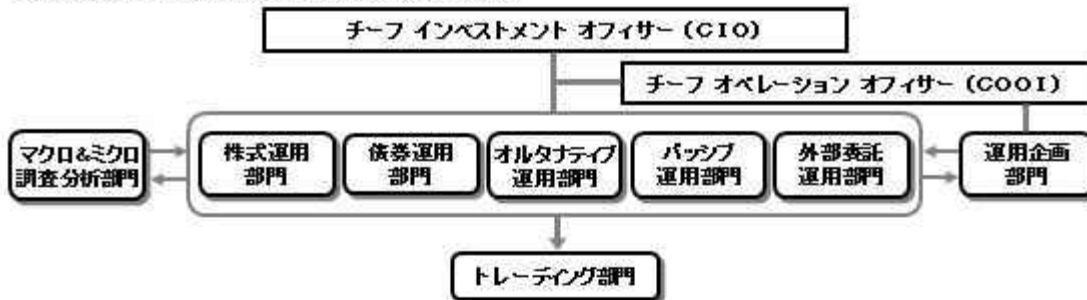 チーフ インベストメント オフィサー (CIO)
チーフ オペレーション オフィサー (COOI)
マクロ&ミクロ
調査分析部門
株式運用
部門
債券運用
部門
オルタナティブ
運用部門
パッシブ
運用部門
外部委託
運用部門
運用企画
部門
トレーディング部門